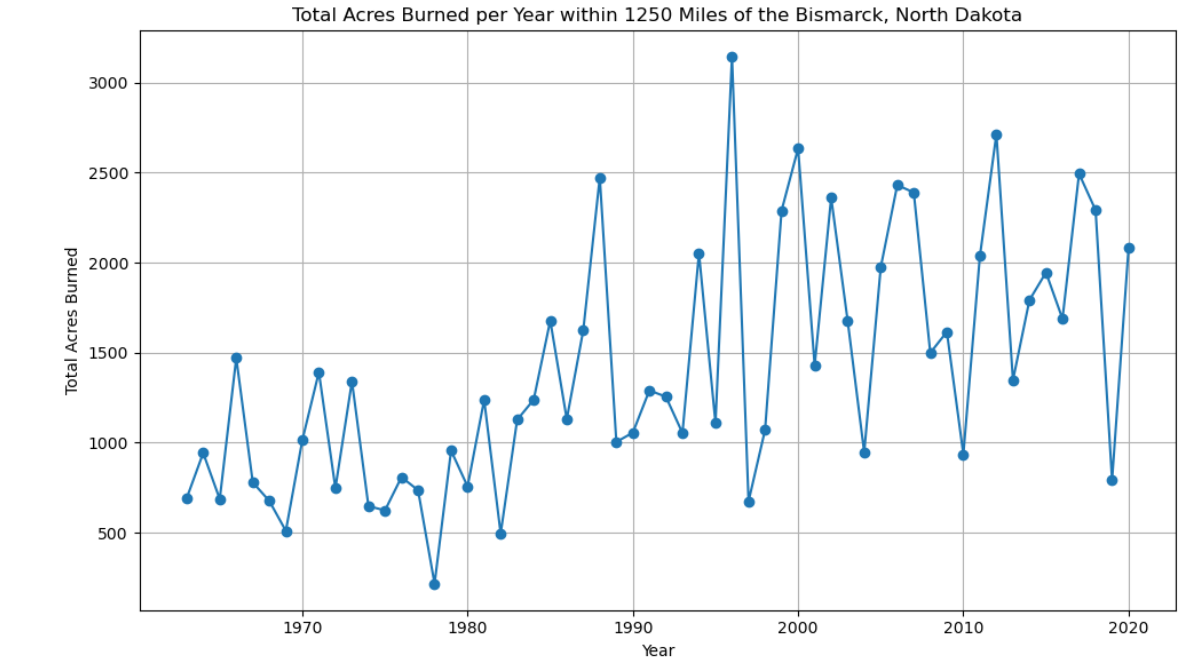 Total Acres Burned per Year within 1250 Miles of the Bismarck, North Dakota
Total Acres Burned
3000
2500
2000
1500
1000
500
1970 1980 1990 2000 2010 2020
Year